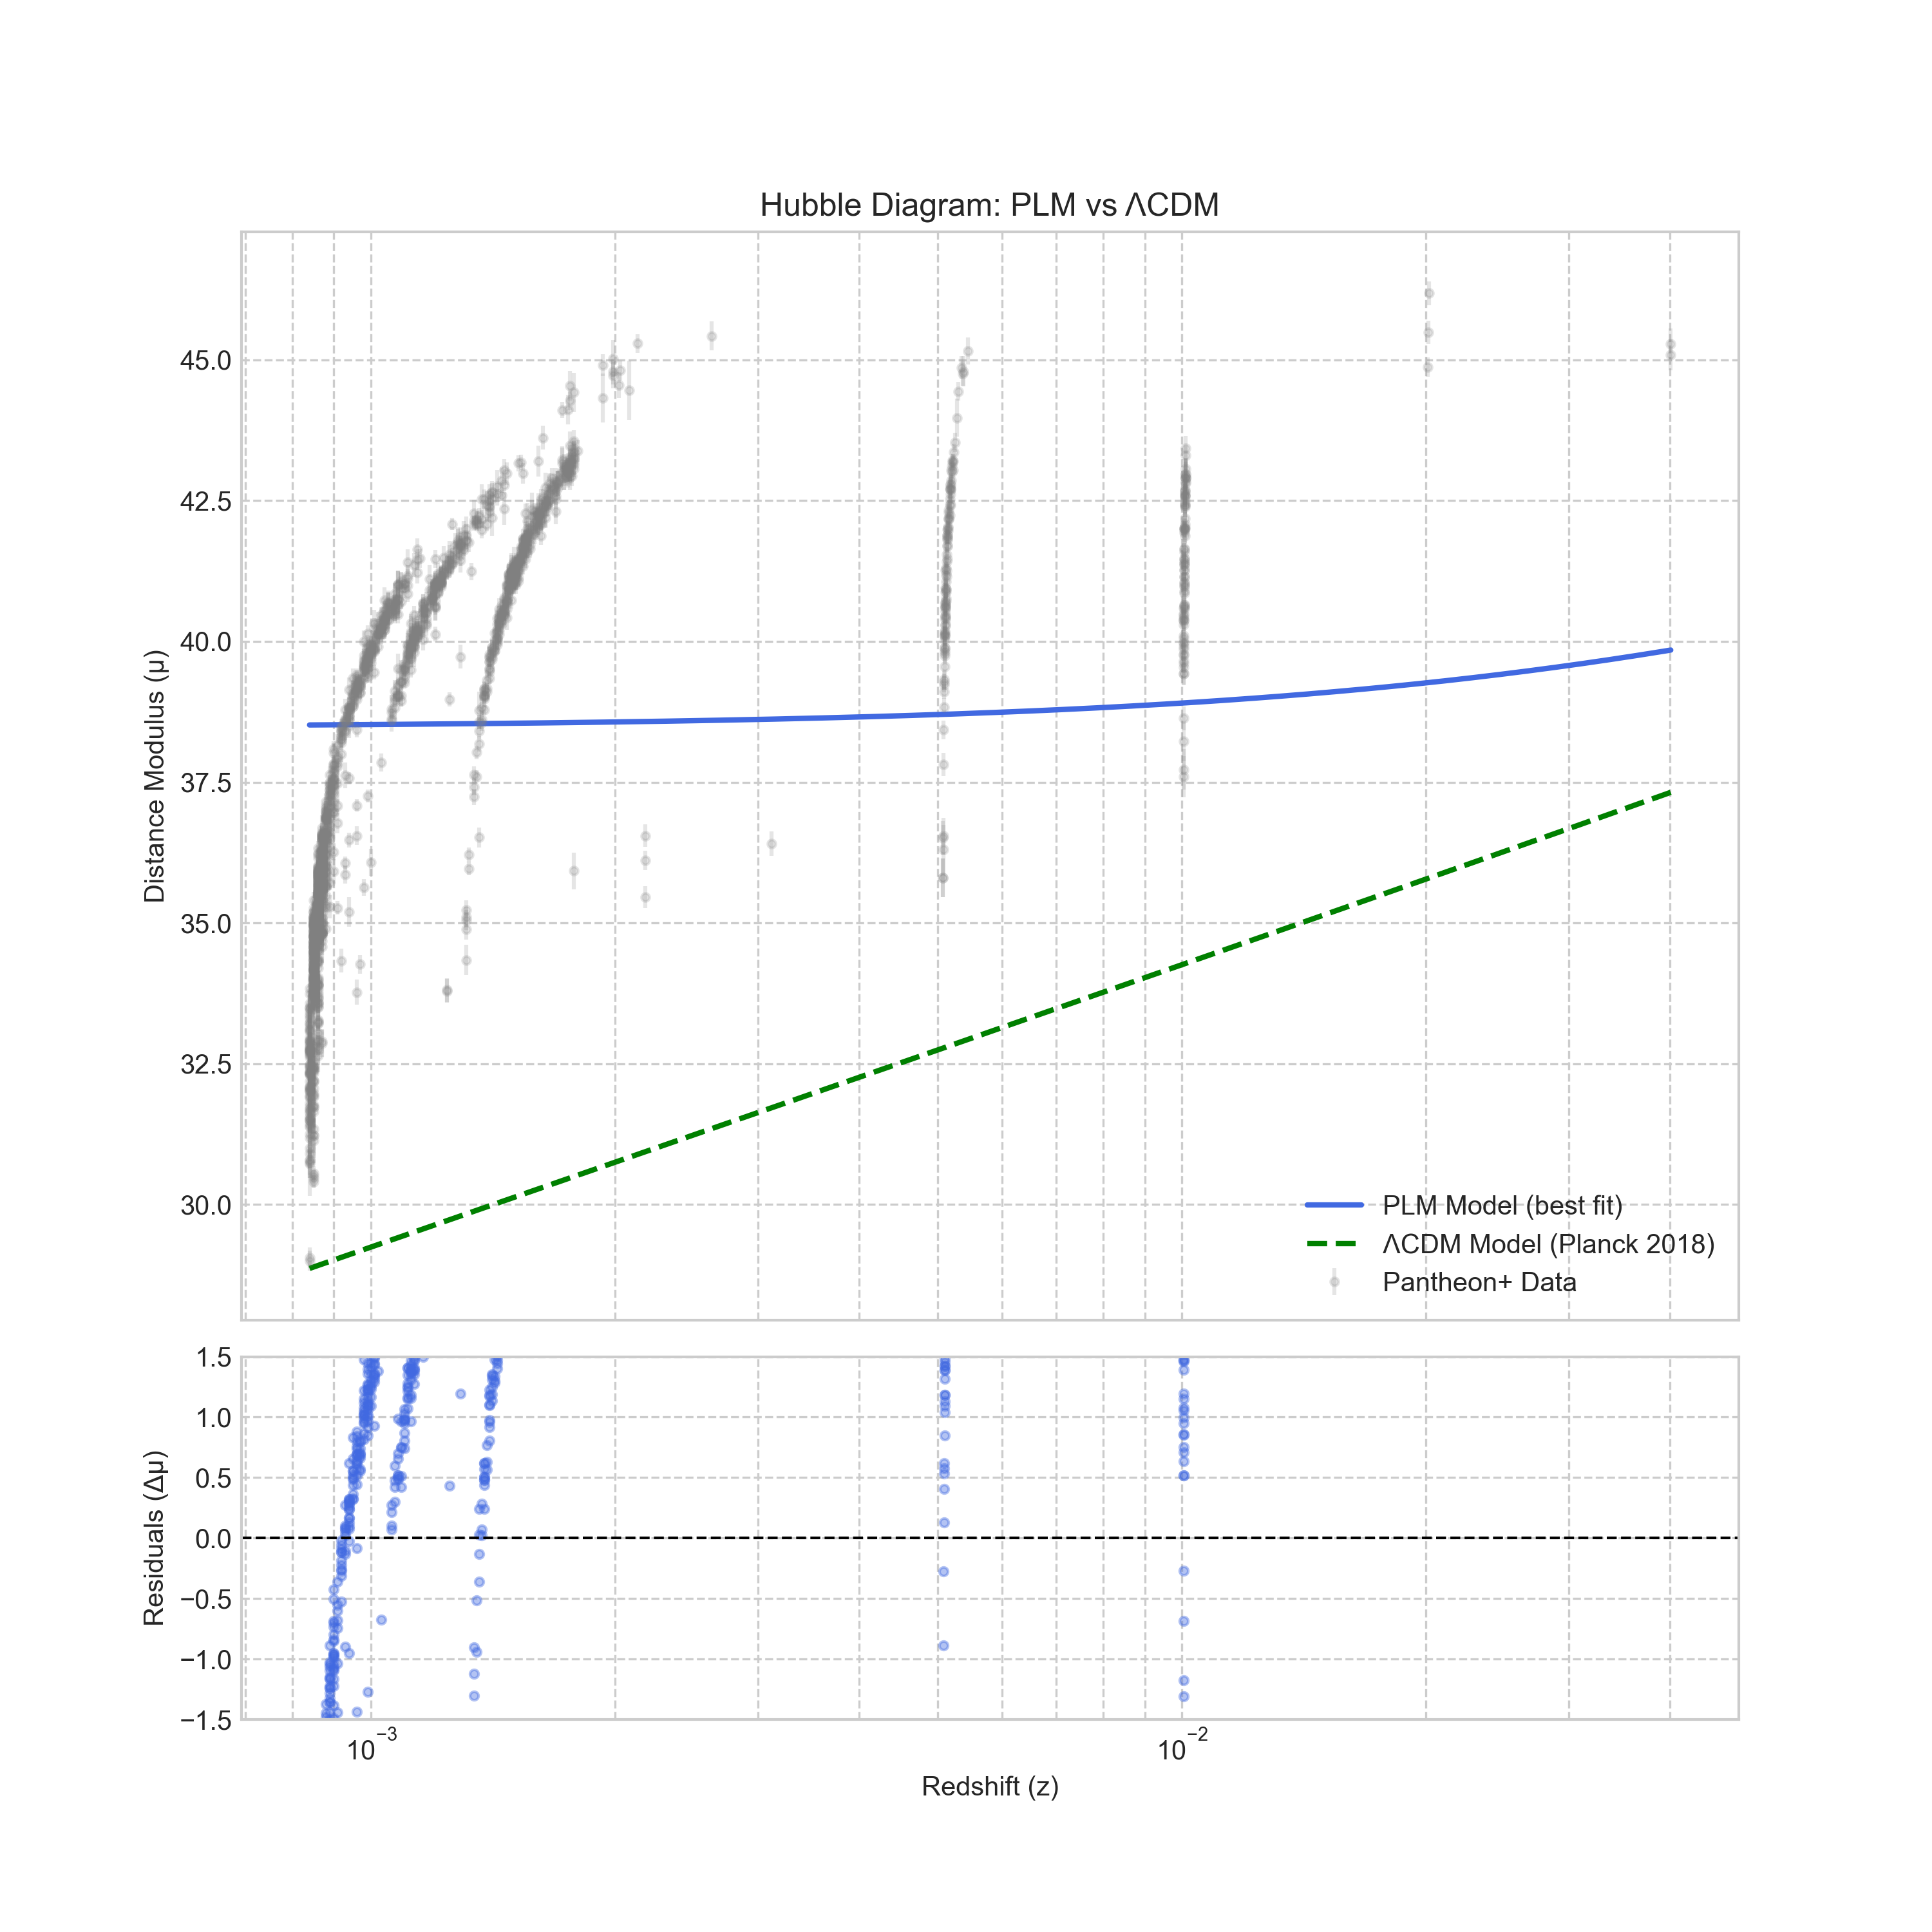 Hubble Diagram: PLM vs ΛCDM
45.0
42.5
40.0
37.5
35.0
32.5
30.0
Distance Modulus (μ)
PLM Model (best fit)
ΛCDM Model (Planck 2018)
Pantheon+ Data
1.5
1.0
0.5
0.0
−0.5
−1.0
−1.5
Residuals (Δμ)
10⁻³ 10⁻²
Redshift (z)